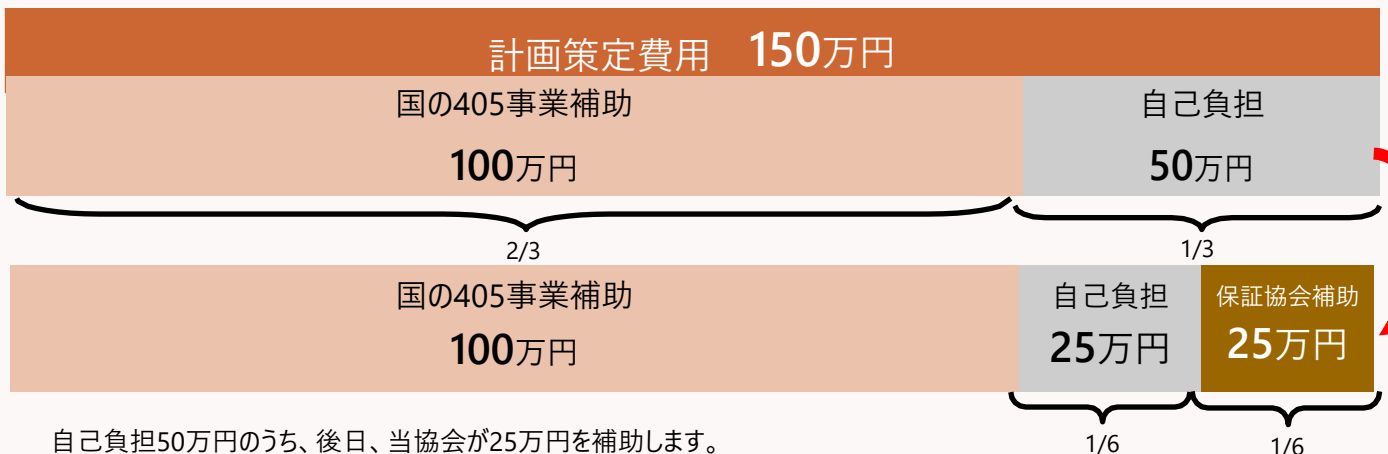 計画策定費用 150万円
国の405事業補助 自己負担
100万円 50万円
2/3 1/3
国の405事業補助 自己負担 保証協会補助
100万円 25万円 25万円
自己負担50万円のうち、後日、当協会が25万円を補助します。 1/6 1/6